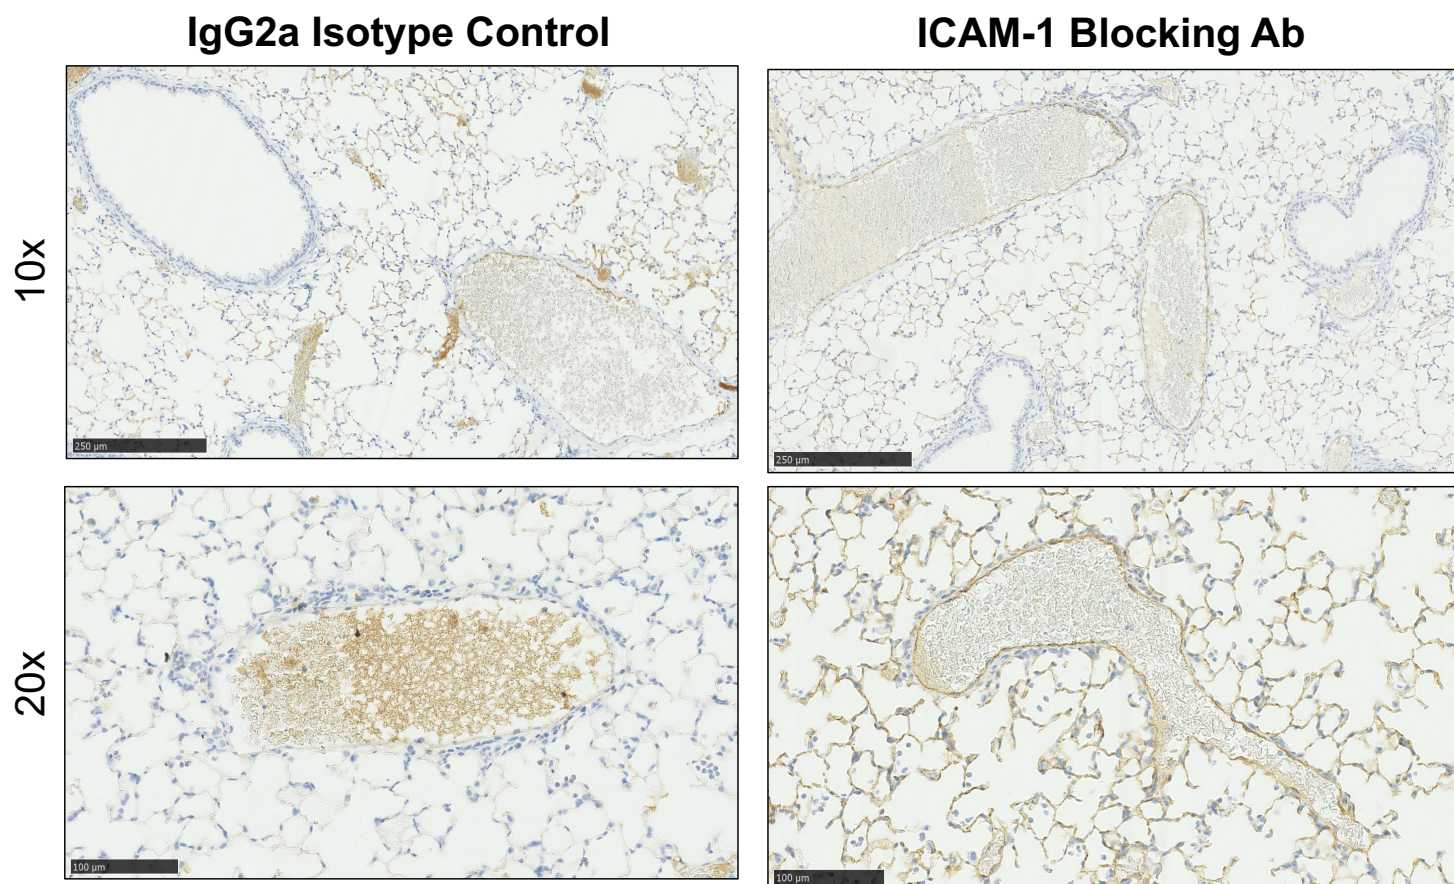 IgG2a Isotype Control
ICAM-1 Blocking Ab
10x
250 µm
250 µm
20x
100 µm
100 µm